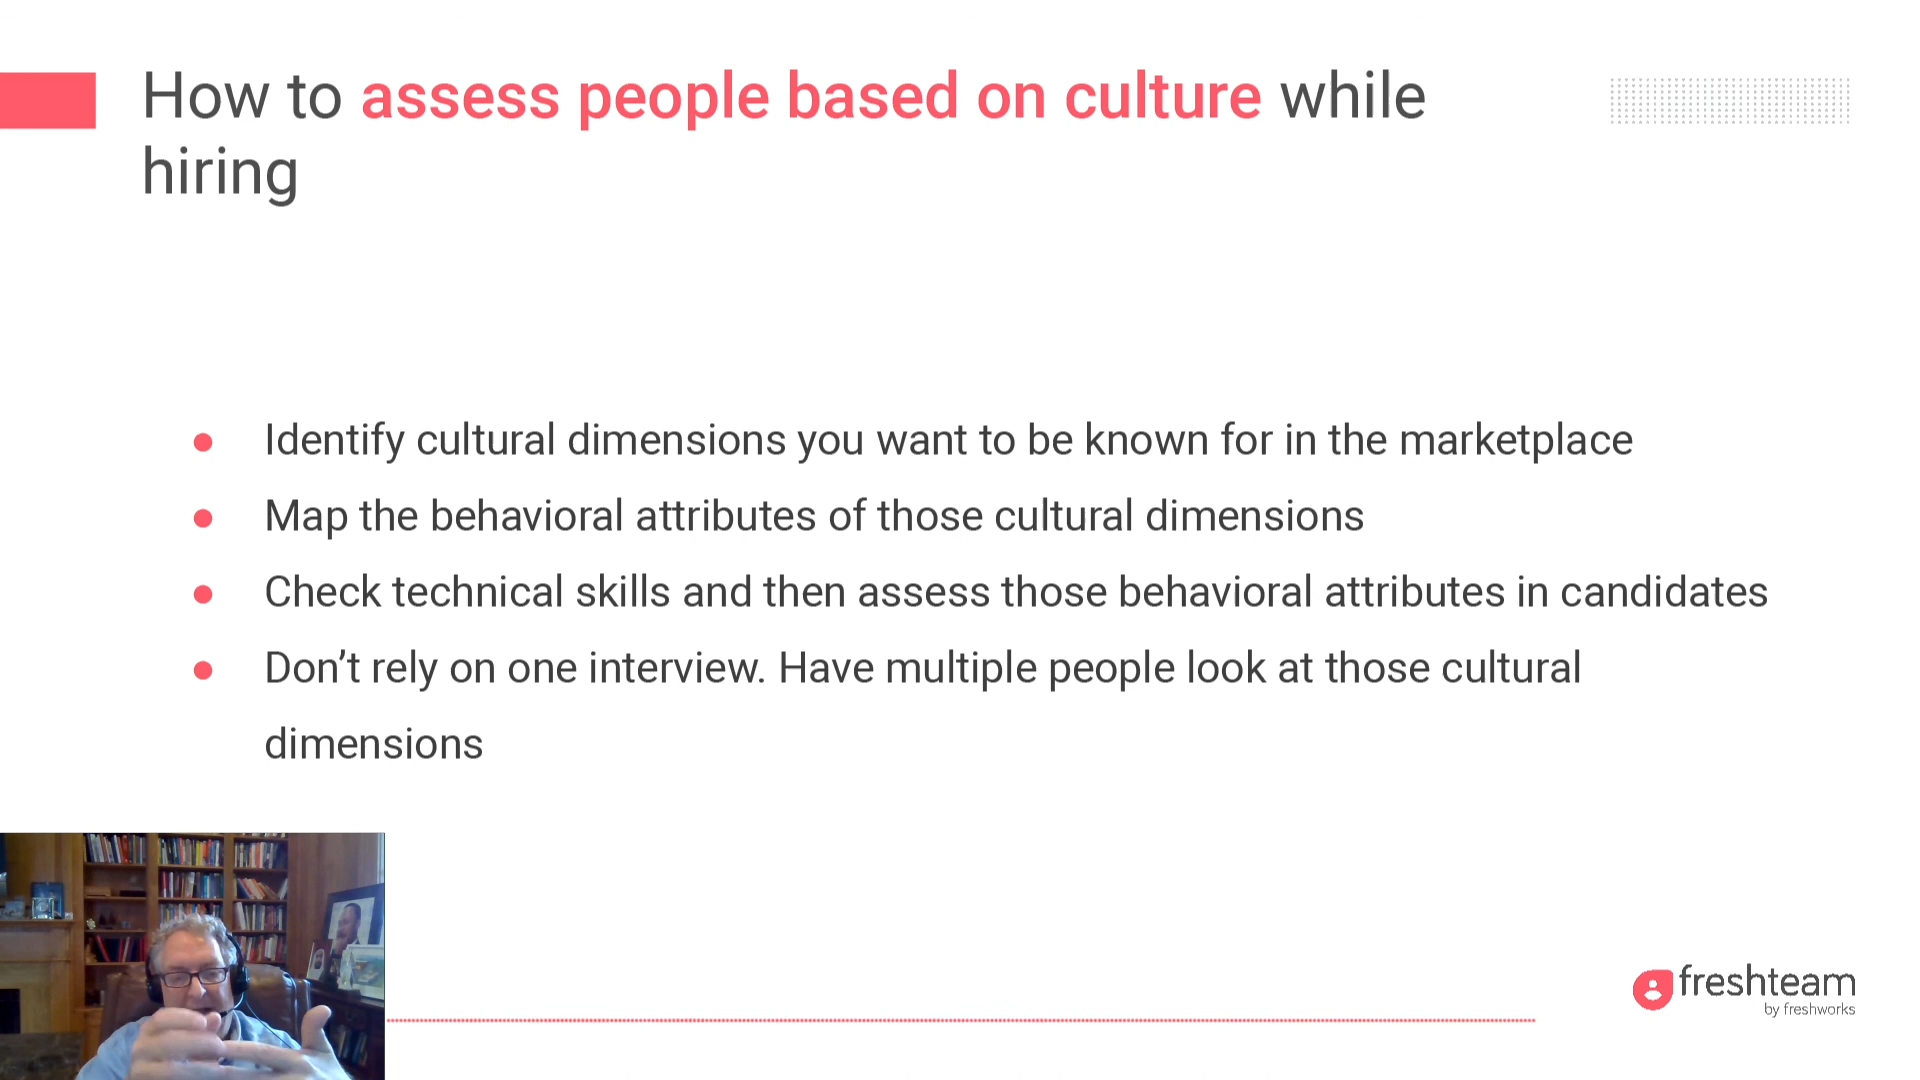 How to assess people based on culture while
hiring
● Identify cultural dimensions you want to be known for in the marketplace
● Map the behavioral attributes of those cultural dimensions
● Check technical skills and then assess those behavioral attributes in candidates
● Don’t rely on one interview. Have multiple people look at those cultural
dimensions
freshteam
by freshworks